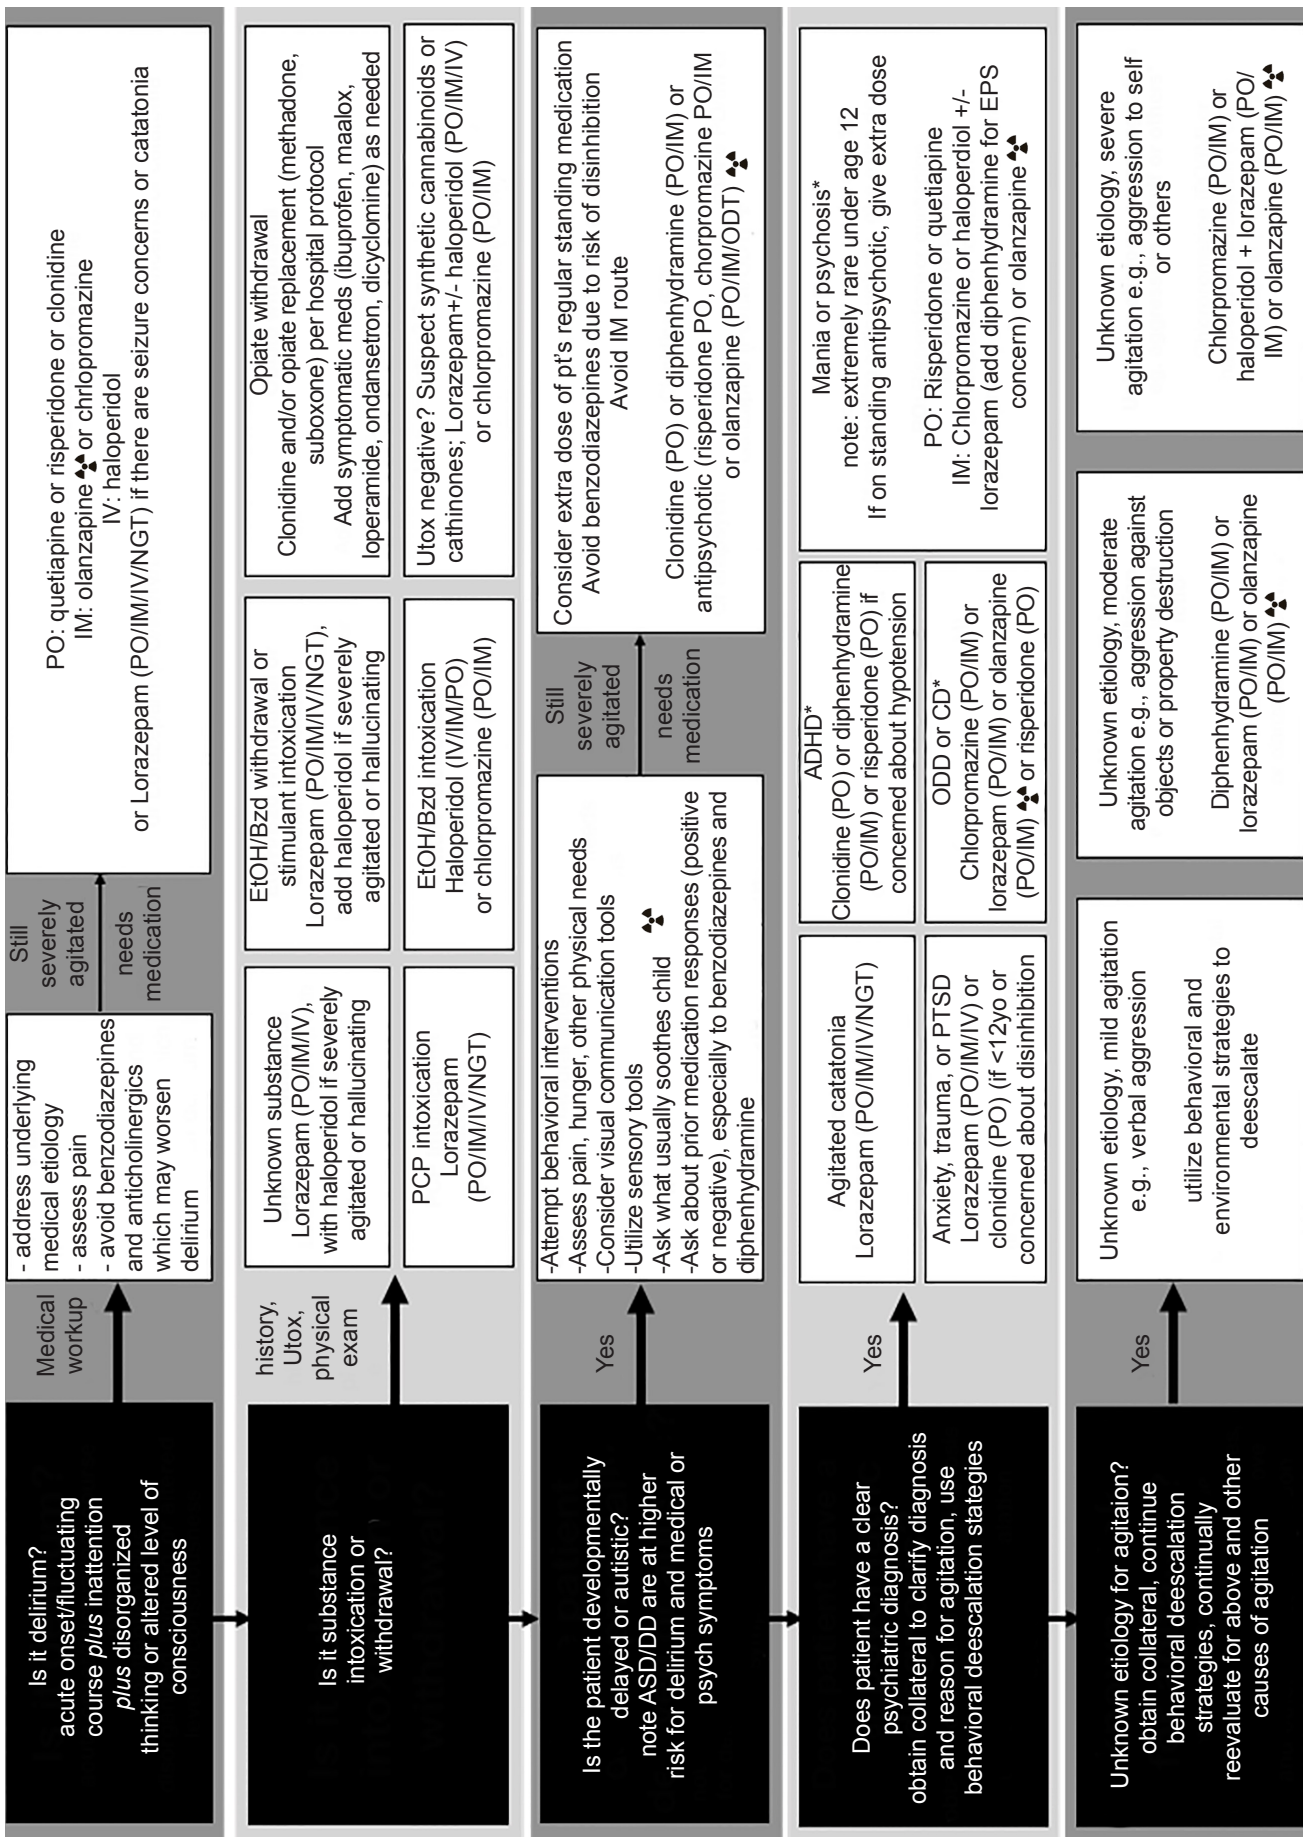 Is it delirium?
acute onset/fluctuating
course plus inattention
plus disorganized
thinking or altered level of
consciousness
Medical
workup
- address underlying
medical etiology
- assess pain
- avoid benzodiazepines
and anticholinergics
which may worsen
delirium
Still
severely
agitated
needs
medication
PO: quetiapine or risperidone or clonidine
IM: olanzapine ☢ or chrlopromazine
IV: haloperidol
or Lorazepam (PO/IM/IV/NGT) if there are seizure concerns or catatonia
Is it substance
intoxication or
withdrawal?
history,
Utox,
physical
exam
Unknown substance
Lorazepam (PO/IM/IV),
with haloperidol if severely
agitated or hallucinating
EtOH/Bzd withdrawal or
stimulant intoxication
Lorazepam (PO/IM/IV/NGT),
add haloperidol if severely
agitated or hallucinating
Opiate withdrawal
Clonidine and/or opiate replacement (methadone,
suboxone) per hospital protocol
Add symptomatic meds (ibuprofen, maalox,
loperamide, ondansetron, dicyclomine) as needed
PCP intoxication
Lorazepam
(PO/IM/IV/NGT)
EtOH/Bzd intoxication
Haloperidol (IV/IM/PO)
or chlorpromazine (PO/IM)
Utox negative? Suspect synthetic cannabinoids or
cathinones; Lorazepam+/- haloperidol (PO/IM/IV)
or chlorpromazine (PO/IM)
Is the patient developmentally
delayed or autistic?
note ASD/DD are at higher
risk for delirium and medical or
psych symptoms
Yes
-Attempt behavioral interventions
-Assess pain, hunger, other physical needs
-Consider visual communication tools
-Utilize sensory tools
-Ask what usually soothes child ☢
-Ask about prior medication responses (positive
or negative), especially to benzodiazepines and
diphenhydramine
Still
severely
agitated
needs
medication
Consider extra dose of pt's regular standing medication
Avoid benzodiazepines due to risk of disinhibition
Avoid IM route
Clonidine (PO) or diphenhydramine (PO/IM) or
antipsychotic (risperidone PO, chorpromazine PO/IM
or olanzapine (PO/IM/ODT) ☢
Does patient have a clear
psychiatric diagnosis?
obtain collateral to clarify diagnosis
and reason for agitation, use
behavioral deescalation stategies
Yes
Agitated catatonia
Lorazepam (PO/IM/IV/NGT)
ADHD*
Clonidine (PO) or diphenhydramine
(PO/IM) or risperidone (PO) if
concerned about hypotension
Mania or psychosis*
note: extremely rare under age 12
If on standing antipsychotic, give extra dose
PO: Risperidone or quetiapine
IM: Chlorpromazine or haloperdiol +/-
lorazepam (add diphenhydramine for EPS
concern) or olanzapine ☢
Anxiety, trauma, or PTSD
Lorazepam (PO/IM/IV) or
clonidine (PO) (if <12yo or
concerned about disinhibition
ODD or CD*
Chlorpromazine (PO/IM) or
lorazepam (PO/IM) or olanzapine
(PO/IM) ☢ or risperidone (PO)
Unknown etiology for agitaion?
obtain collateral, continue
behavioral deescalation
strategies, continually
reevaluate for above and other
causes of agitation
Yes
Unknown etiology, mild agitation
e.g., verbal aggression
utilize behavioral and
environmental strategies to
deescalate
Unknown etiology, moderate
agitation e.g., aggression against
objects or property destruction
Diphenhydramine (PO/IM) or
lorazepam (PO/IM) or olanzapine
(PO/IM) ☢
Unknown etiology, severe
agitation e.g., aggression to self
or others
Chlorpromazine (PO/IM) or
haloperidol + lorazepam (PO/
IM) or olanzapine (PO/IM) ☢